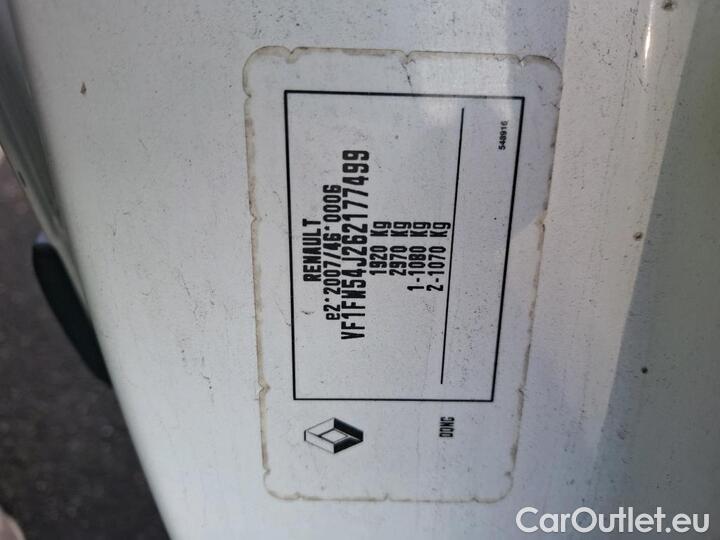 RENAULT
e2*2007/46*0006
VF1FW54J262177499
1920 Kg
2970 Kg
1-1080 Kg
2-1070 Kg
548916
CarOutlet.eu